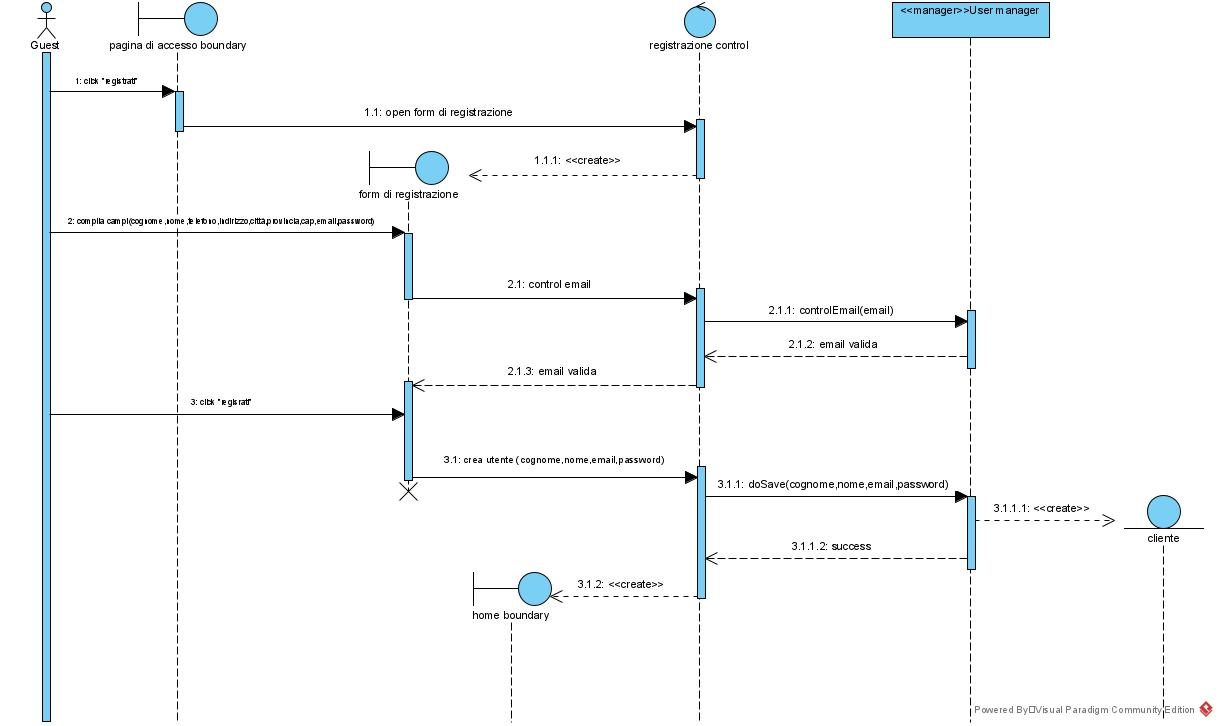 Guest
pagina di accesso boundary
registrazione control
<<manager>>User manager
1: click "registrati"
1.1: open form di registrazione
1.1.1: <<create>>
form di registrazione
2: compila campi(cognome,nome,telefono,indirizzo,città,provincia,cap,email,password)
2.1: control email
2.1.1: controlEmail(email)
2.1.2: email valida
2.1.3: email valida
3: click "regisrati"
3.1: crea utente ( cognome,nome,email,password)
3.1.1: doSave(cognome,nome,email,password)
3.1.1.1: <<create>>
cliente
3.1.1.2: success
3.1.2: <<create>>
home boundary
Powered By Visual Paradigm Community Edition